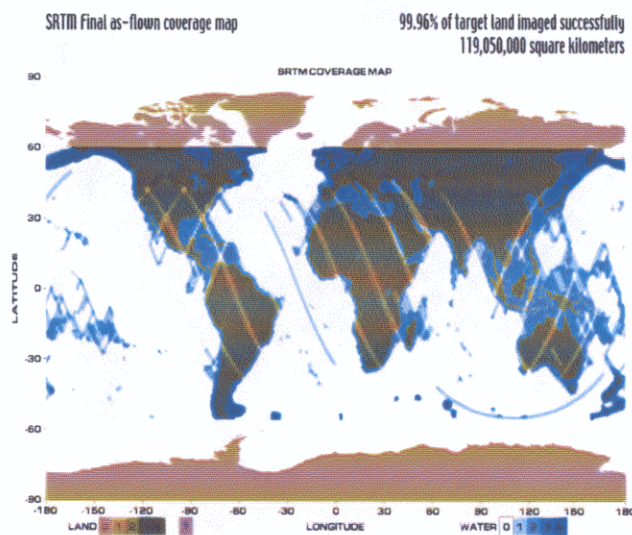 SRTM Final as-flown coverage map
99.96% of target land imaged successfully
119,050,000 square kilometers
SRTM COVERAGE MAP
90
60
30
0
-30
-60
-90
LATITUDE
-180 -150 -120 -90 -60 -30 0 30 60 90 120 150 180
LAND 1 2
LONGITUDE
WATER 0 1 2